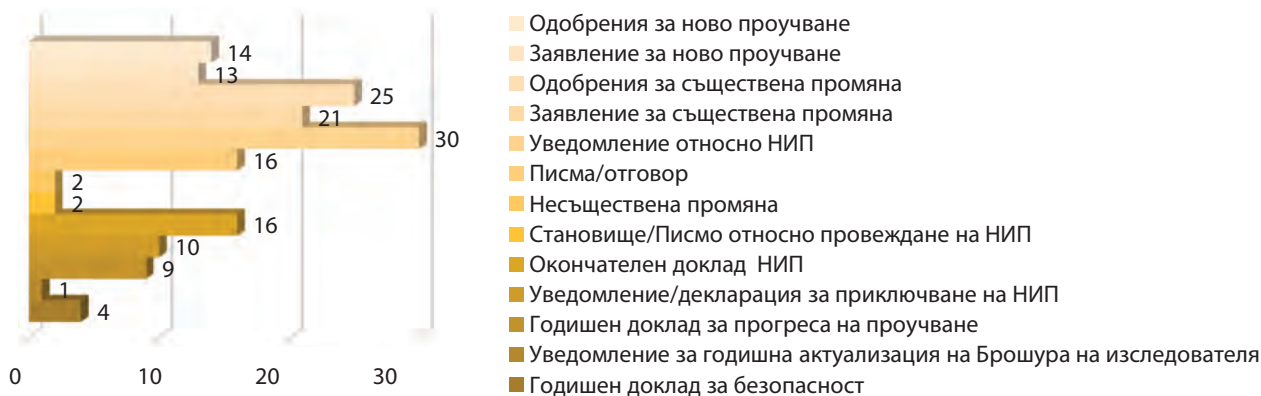 14
13
25
21
30
16
2
2
16
10
9
1
4
0 10 20 30
Одобрения за ново проучване
Заявление за ново проучване
Одобрения за съществена промяна
Заявление за съществена промяна
Уведомление относно НИП
Писма/отговор
Несъществена промяна
Становище/Писмо относно провеждане на НИП
Окончателен доклад НИП
Уведомление/декларация за приключване на НИП
Годишен доклад за прогреса на проучване
Уведомление за годишна актуализация на Брошура на изследователя
Годишен доклад за безопасност